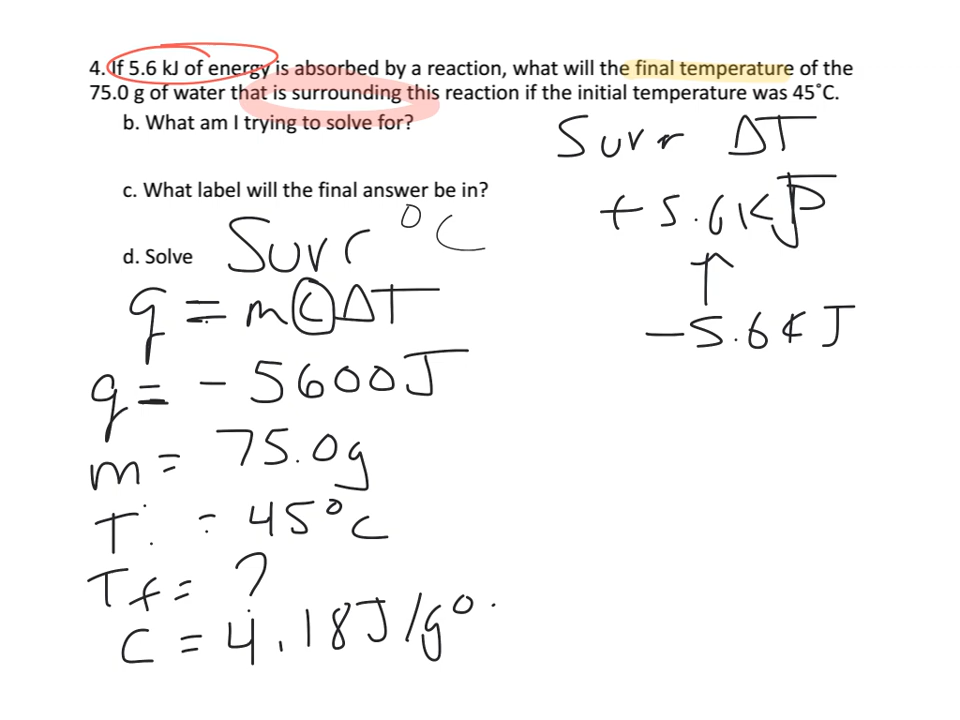 4. If 5.6 kJ of energy is absorbed by a reaction, what will the final temperature of the
75.0 g of water that is surrounding this reaction if the initial temperature was 45˚C.
b. What am I trying to solve for?
Surr ΔT
c. What label will the final answer be in?
°C
+5.6KJ
↑
-5.6kJ
d. Solve
Surr
q = mCΔT
q = -5600J
m = 75.0g
Ti = 45°C
Tf = ?
C = 4.18J/g°